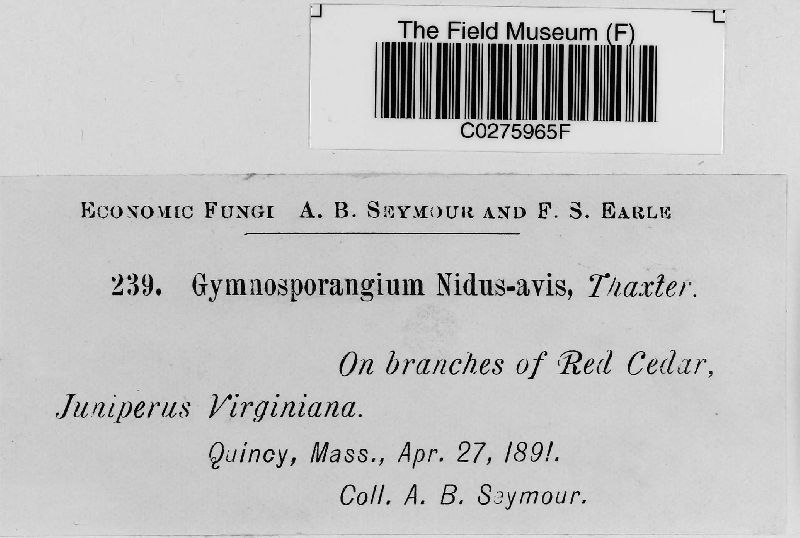 The Field Museum (F)
C0275965F
Economic Fungi A. B. Seymour and F. S. Earle
239. Gymnosporangium Nidus-avis, Thaxter.
On branches of Red Cedar,
Juniperus Virginiana.
Quincy, Mass., Apr. 27, 1891.
Coll. A. B. Seymour.